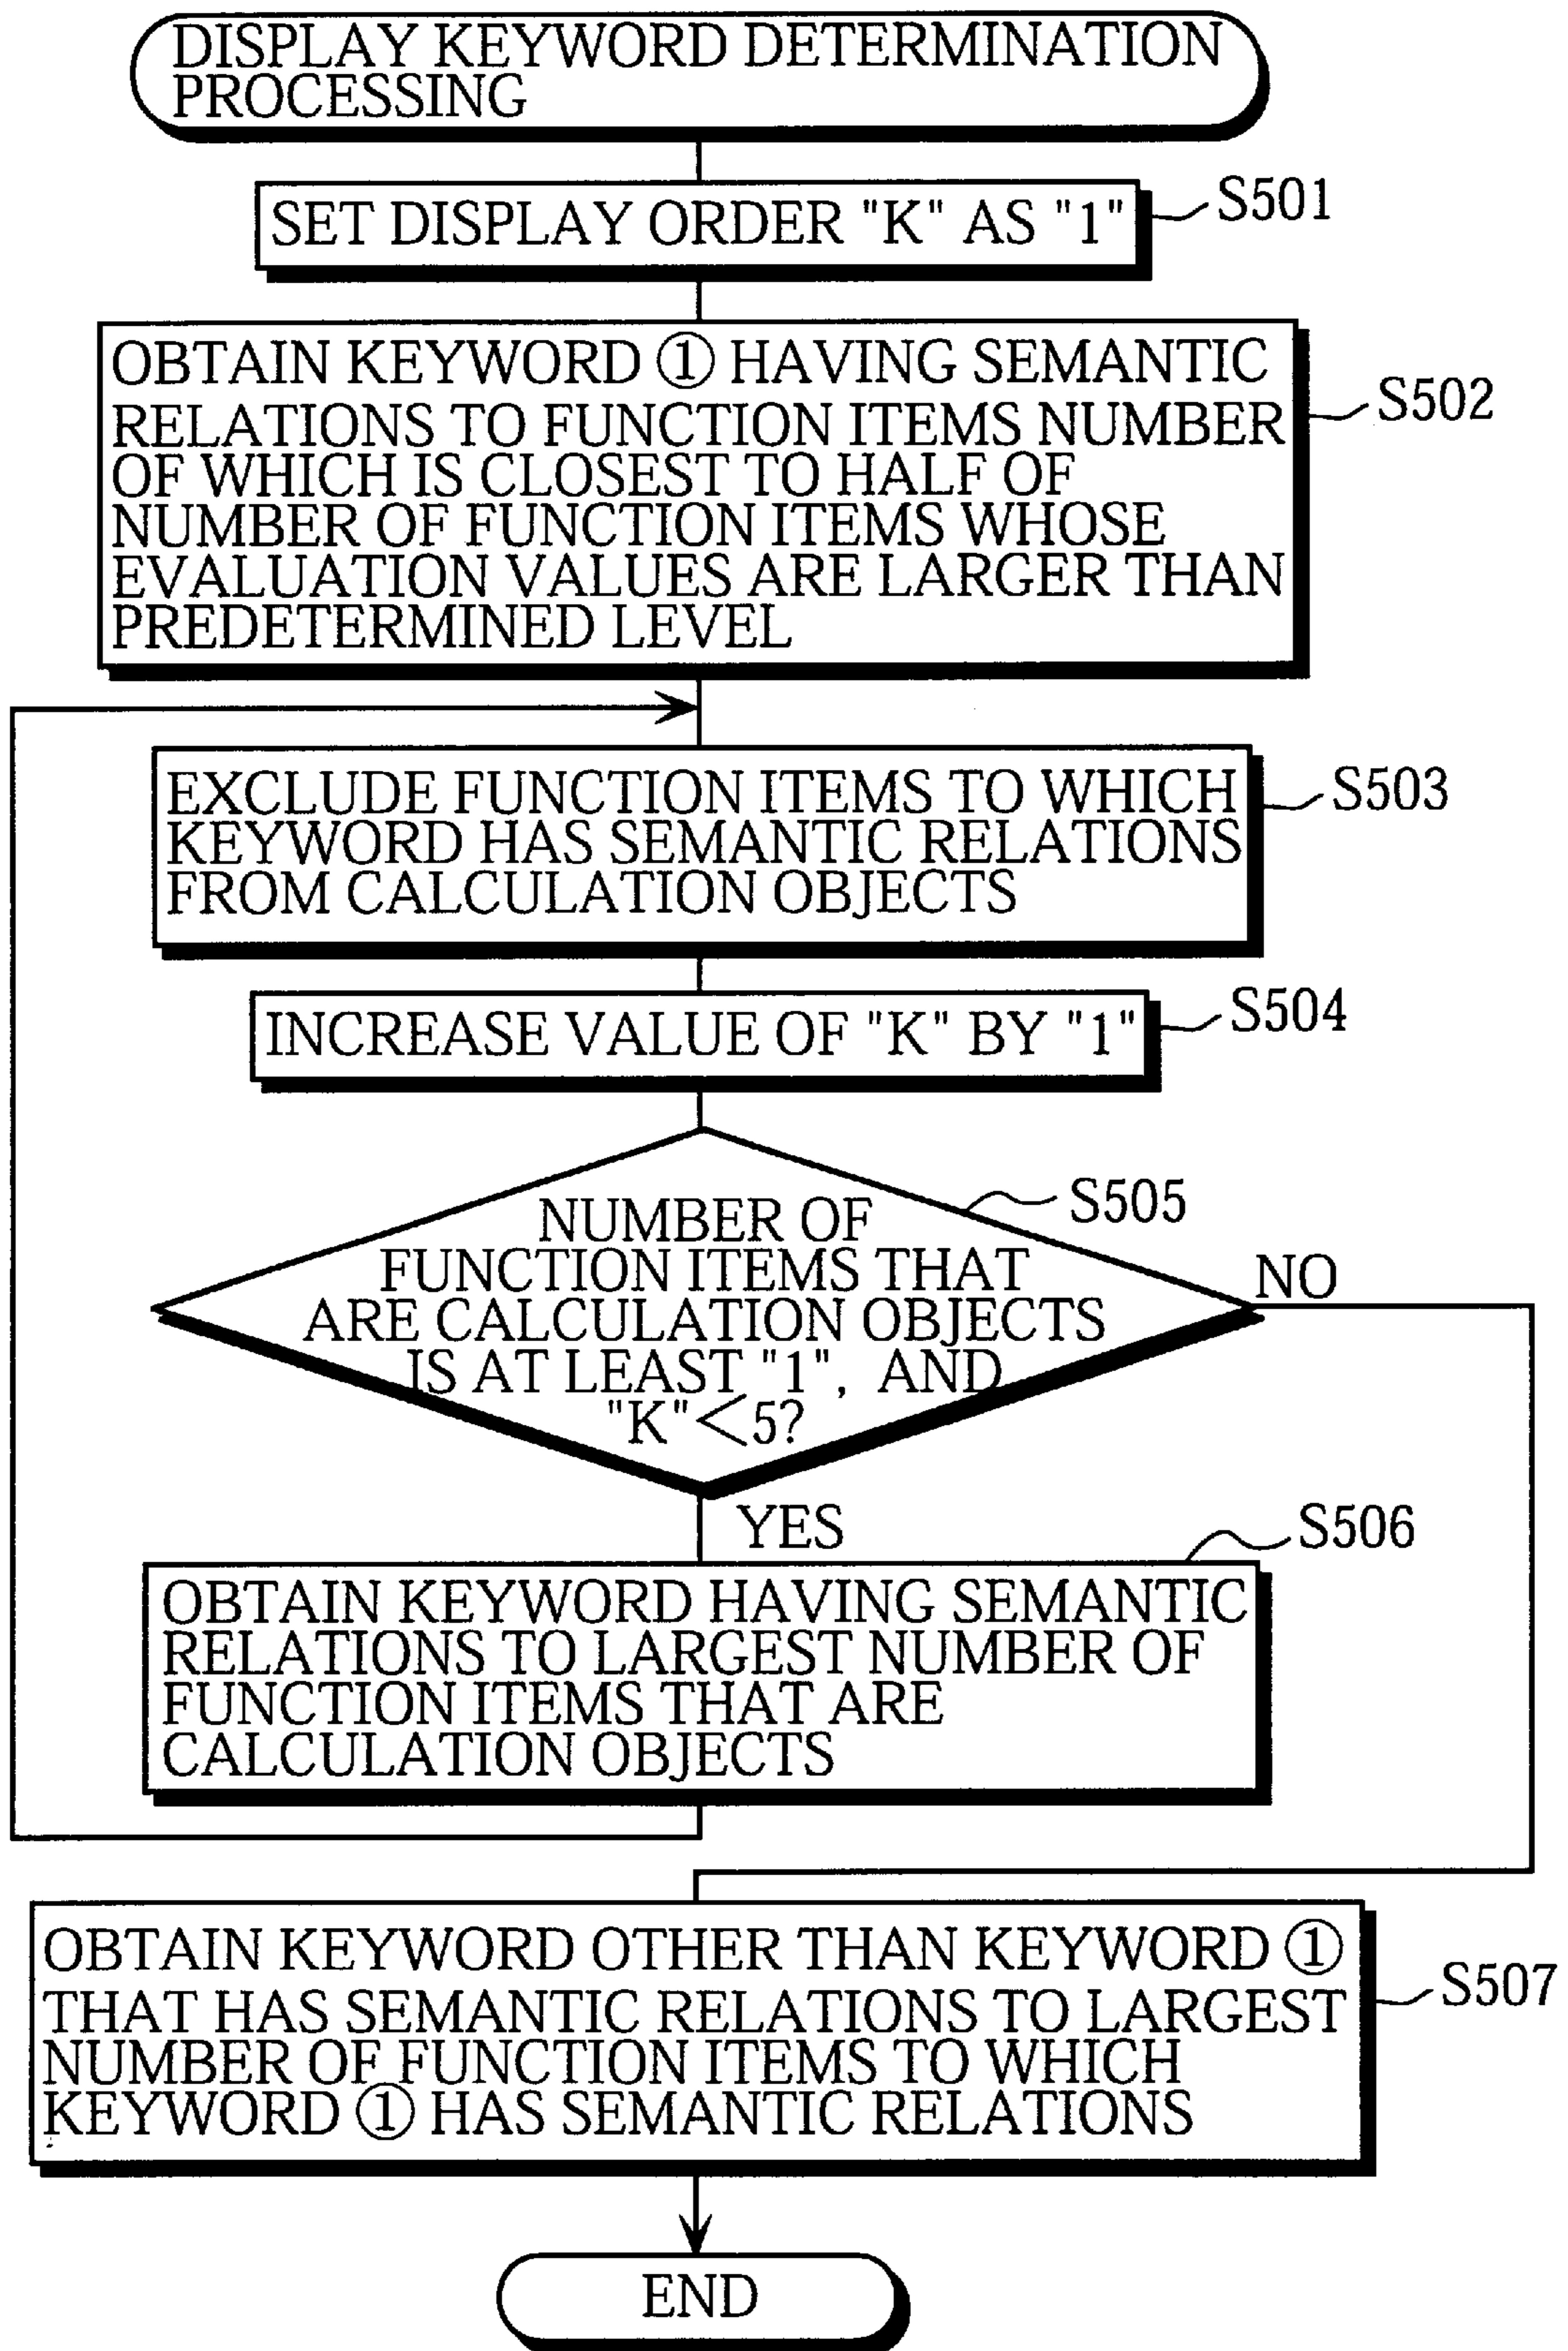 DISPLAY KEYWORD DETERMINATION
PROCESSING
SET DISPLAY ORDER "K" AS "1"
S501
OBTAIN KEYWORD ① HAVING SEMANTIC
RELATIONS TO FUNCTION ITEMS NUMBER
OF WHICH IS CLOSEST TO HALF OF
NUMBER OF FUNCTION ITEMS WHOSE
EVALUATION VALUES ARE LARGER THAN
PREDETERMINED LEVEL
S502
EXCLUDE FUNCTION ITEMS TO WHICH
KEYWORD HAS SEMANTIC RELATIONS
FROM CALCULATION OBJECTS
S503
INCREASE VALUE OF "K" BY "1"
S504
NUMBER OF
FUNCTION ITEMS THAT
ARE CALCULATION OBJECTS
IS AT LEAST "1", AND
"K"<5?
S505
NO
YES
S506
OBTAIN KEYWORD HAVING SEMANTIC
RELATIONS TO LARGEST NUMBER OF
FUNCTION ITEMS THAT ARE
CALCULATION OBJECTS
OBTAIN KEYWORD OTHER THAN KEYWORD ①
THAT HAS SEMANTIC RELATIONS TO LARGEST
NUMBER OF FUNCTION ITEMS TO WHICH
KEYWORD ① HAS SEMANTIC RELATIONS
S507
END